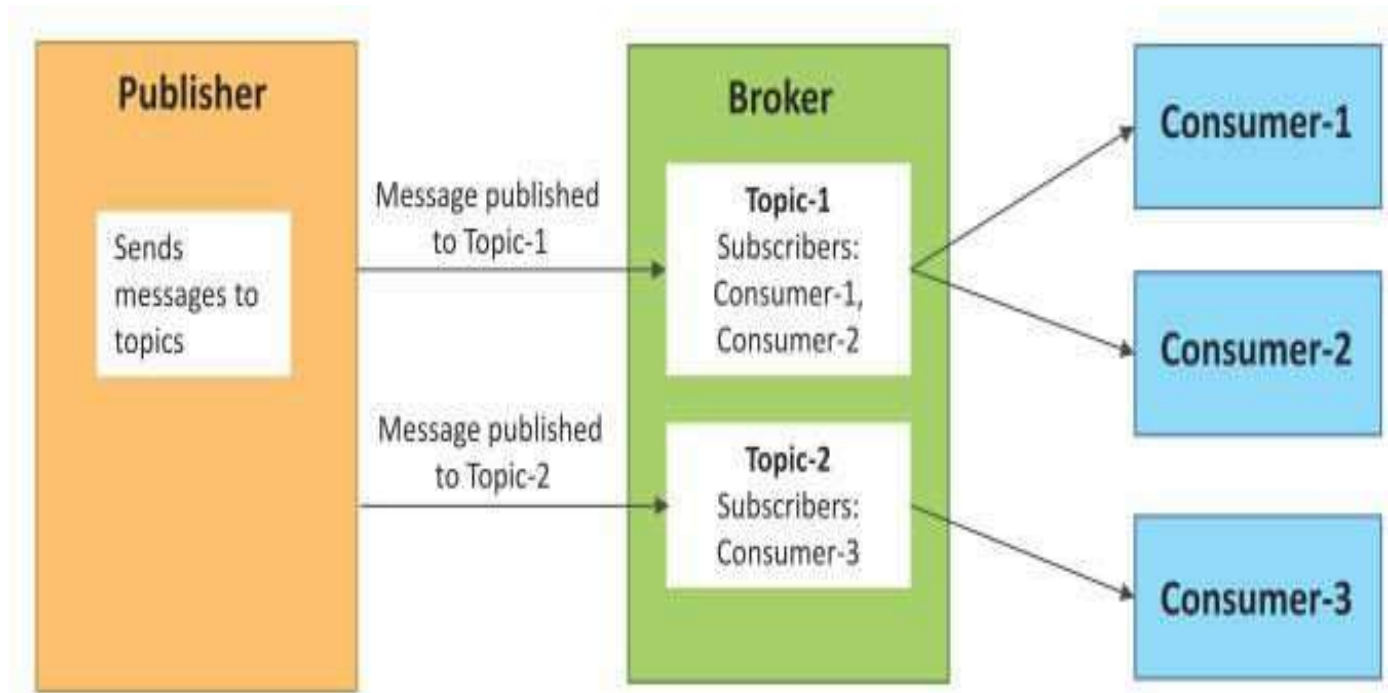 Publisher
Sends
messages to
topics
Message published
to Topic-1
Message published
to Topic-2
Broker
Topic-1
Subscribers:
Consumer-1,
Consumer-2
Topic-2
Subscribers:
Consumer-3
Consumer-1
Consumer-2
Consumer-3